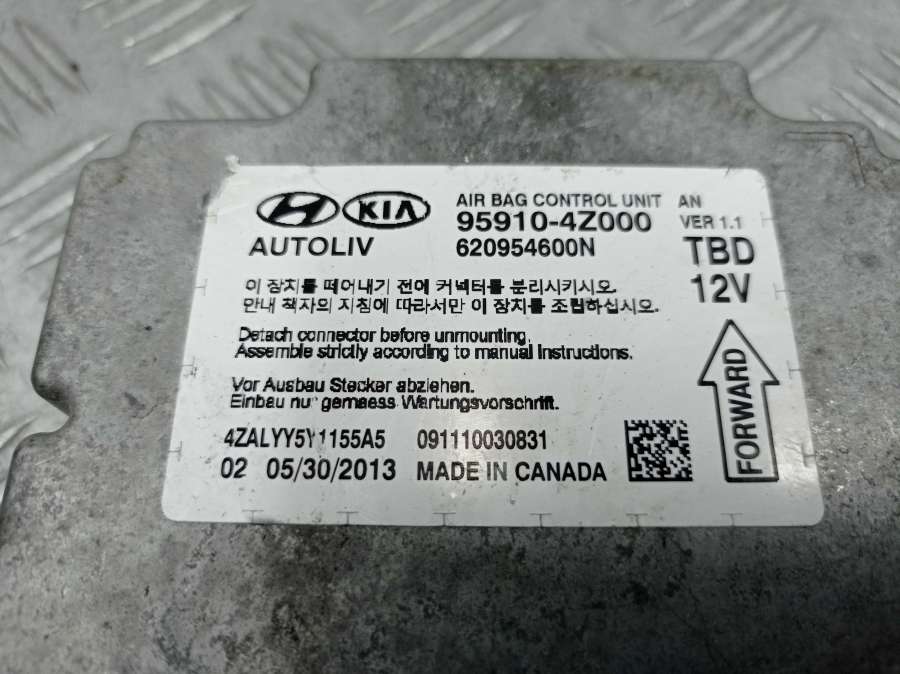 KIA AIR BAG CONTROL UNIT AN
95910-4Z000 VER 1.1
AUTOLIV 620954600N TBD
12V
이 장치를 떼어내기 전에 커넥터를 분리시키시오.
안내 책자의 지침에 따라서만 이 장치를 조립하십시오.
Detach connector before unmounting.
Assemble strictly according to manual instructions.
Vor Ausbau Stecker abziehen.
Einbau nur gemaess Wartungsvorschrift.
FORWARD
4ZALYY5Y1155A5 091110030831
02 05/30/2013 MADE IN CANADA